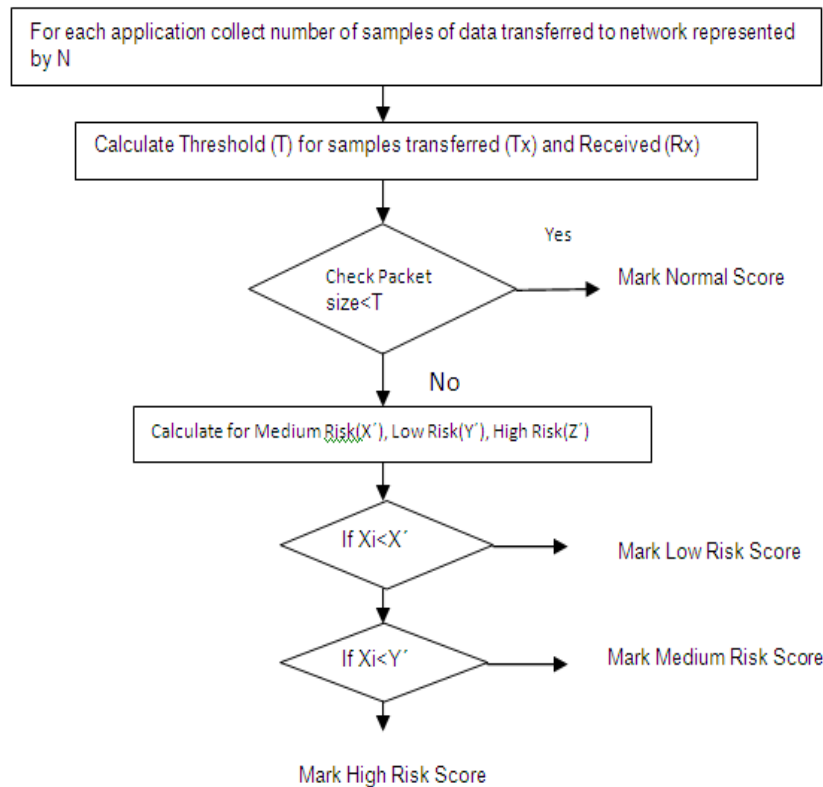 For each application collect number of samples of data transferred to network represented
by N
Calculate Threshold (T) for samples transferred (Tx) and Received (Rx)
Yes
Check Packet
size<T
Mark Normal Score
No
Calculate for Medium Risk(X´), Low Risk(Y´), High Risk(Z´)
If Xi<X´
Mark Low Risk Score
If Xi<Y´
Mark Medium Risk Score
Mark High Risk Score